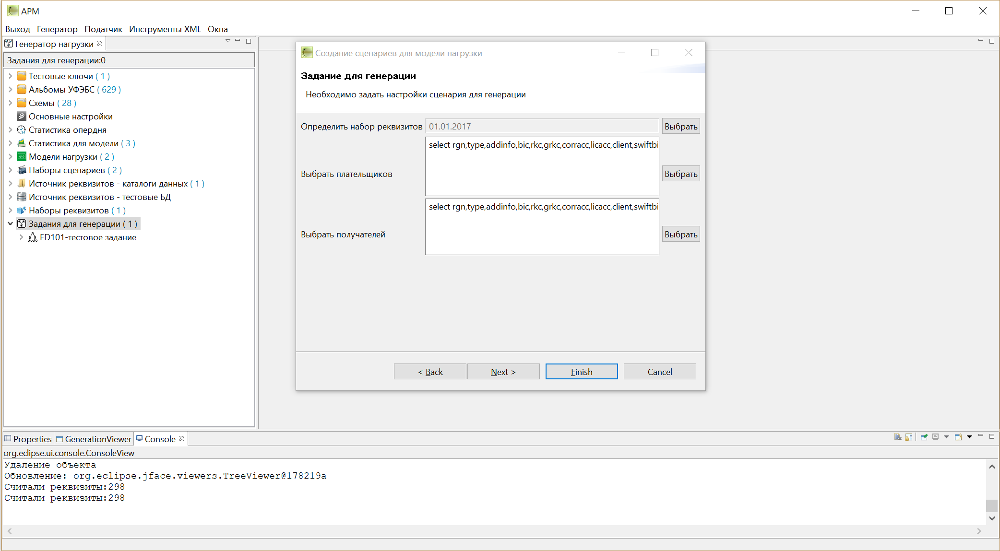 АРМ
Выход Генератор Податчик Инструменты XML Окна
Генератор нагрузки
Задания для генерации:0
Тестовые ключи ( 1 )
Альбомы УФЭБС ( 629 )
Схемы ( 28 )
Основные настройки
Статистика опердня
Статистика для модели ( 3 )
Модели нагрузки ( 2 )
Наборы сценариев ( 2 )
Источник реквизитов - каталоги данных ( 1 )
Источник реквизитов - тестовые БД
Наборы реквизитов ( 1 )
Задания для генерации ( 1 )
ED101-тестовое задание
Создание сценариев для модели нагрузки
Задание для генерации
Необходимо задать настройки сценария для генерации
Определить набор реквизитов 01.01.2017 Выбрать
select rgn,type,addinfo,bic,rkc,grkc,corracc,licacc,client,swiftbi
Выбрать плательщиков Выбрать
select rgn,type,addinfo,bic,rkc,grkc,corracc,licacc,client,swiftbi
Выбрать получателей Выбрать
< Back Next > Finish Cancel
Properties GenerationViewer Console
org.eclipse.ui.console.ConsoleView
Удаление объекта
Обновление: org.eclipse.jface.viewers.TreeViewer@178219a
Считали реквизиты:298
Считали реквизиты:298